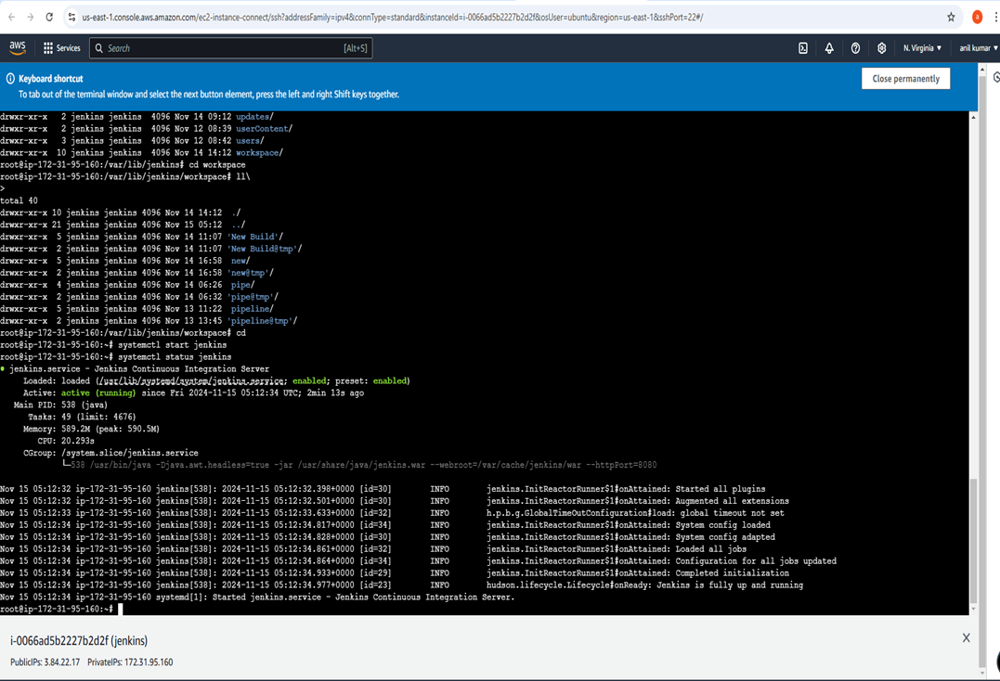 us-east-1.console.aws.amazon.com/ec2-instance-connect/ssh?addressFamily=ipv4&connType=standard&instanceId=i-0066ad5b2227b2d2f&osUser=ubuntu&region=us-east-1&sshPort=22#/
a
aws Services Search [Alt+S] N. Virginia ▼ anil kumar ▼
Keyboard shortcut
To tab out of the terminal window and select the next button element, press the left and right Shift keys together.
Close permanently
drwxr-xr-x 2 jenkins jenkins 4096 Nov 14 09:12 updates/
drwxr-xr-x 2 jenkins jenkins 4096 Nov 12 08:39 userContent/
drwxr-xr-x 3 jenkins jenkins 4096 Nov 12 08:42 users/
drwxr-xr-x 10 jenkins jenkins 4096 Nov 14 14:12 workspace/
root@ip-172-31-95-160:/var/lib/jenkins# cd workspace
root@ip-172-31-95-160:/var/lib/jenkins/workspace# ll\
>
total 40
drwxr-xr-x 10 jenkins jenkins 4096 Nov 14 14:12 ./
drwxr-xr-x 21 jenkins jenkins 4096 Nov 15 05:12 ../
drwxr-xr-x 5 jenkins jenkins 4096 Nov 14 11:07 'New Build'/
drwxr-xr-x 2 jenkins jenkins 4096 Nov 14 11:07 'New Build@tmp'/
drwxr-xr-x 5 jenkins jenkins 4096 Nov 14 16:58 new/
drwxr-xr-x 2 jenkins jenkins 4096 Nov 14 16:58 'new@tmp'/
drwxr-xr-x 4 jenkins jenkins 4096 Nov 14 06:26 pipe/
drwxr-xr-x 2 jenkins jenkins 4096 Nov 14 06:32 'pipe@tmp'/
drwxr-xr-x 5 jenkins jenkins 4096 Nov 13 11:22 pipeline/
drwxr-xr-x 2 jenkins jenkins 4096 Nov 13 13:45 'pipeline@tmp'/
root@ip-172-31-95-160:/var/lib/jenkins/workspace# cd
root@ip-172-31-95-160:~# systemctl start jenkins
root@ip-172-31-95-160:~# systemctl status jenkins
● jenkins.service - Jenkins Continuous Integration Server
Loaded: loaded (/usr/lib/systemd/system/jenkins.service; enabled; preset: enabled)
Active: active (running) since Fri 2024-11-15 05:12:34 UTC; 2min 13s ago
Main PID: 538 (java)
Tasks: 49 (limit: 4676)
Memory: 589.2M (peak: 590.5M)
CPU: 20.293s
CGroup: /system.slice/jenkins.service
└─538 /usr/bin/java -Djava.awt.headless=true -jar /usr/share/java/jenkins.war --webroot=/var/cache/jenkins/war --httpPort=8080
Nov 15 05:12:32 ip-172-31-95-160 jenkins[538]: 2024-11-15 05:12:32.398+0000 [id=30] INFO jenkins.InitReactorRunner$1#onAttained: Started all plugins
Nov 15 05:12:32 ip-172-31-95-160 jenkins[538]: 2024-11-15 05:12:32.501+0000 [id=30] INFO jenkins.InitReactorRunner$1#onAttained: Augmented all extensions
Nov 15 05:12:33 ip-172-31-95-160 jenkins[538]: 2024-11-15 05:12:33.633+0000 [id=32] INFO h.p.b.g.GlobalTimeOutConfiguration#load: global timeout not set
Nov 15 05:12:34 ip-172-31-95-160 jenkins[538]: 2024-11-15 05:12:34.817+0000 [id=34] INFO jenkins.InitReactorRunner$1#onAttained: System config loaded
Nov 15 05:12:34 ip-172-31-95-160 jenkins[538]: 2024-11-15 05:12:34.828+0000 [id=30] INFO jenkins.InitReactorRunner$1#onAttained: System config adapted
Nov 15 05:12:34 ip-172-31-95-160 jenkins[538]: 2024-11-15 05:12:34.861+0000 [id=32] INFO jenkins.InitReactorRunner$1#onAttained: Loaded all jobs
Nov 15 05:12:34 ip-172-31-95-160 jenkins[538]: 2024-11-15 05:12:34.864+0000 [id=34] INFO jenkins.InitReactorRunner$1#onAttained: Configuration for all jobs updated
Nov 15 05:12:34 ip-172-31-95-160 jenkins[538]: 2024-11-15 05:12:34.933+0000 [id=29] INFO jenkins.InitReactorRunner$1#onAttained: Completed initialization
Nov 15 05:12:34 ip-172-31-95-160 jenkins[538]: 2024-11-15 05:12:34.977+0000 [id=23] INFO hudson.lifecycle.Lifecycle#onReady: Jenkins is fully up and running
Nov 15 05:12:34 ip-172-31-95-160 systemd[1]: Started jenkins.service - Jenkins Continuous Integration Server.
root@ip-172-31-95-160:~#
i-0066ad5b2227b2d2f (jenkins)
PublicIPs: 3.84.22.17 PrivateIPs: 172.31.95.160